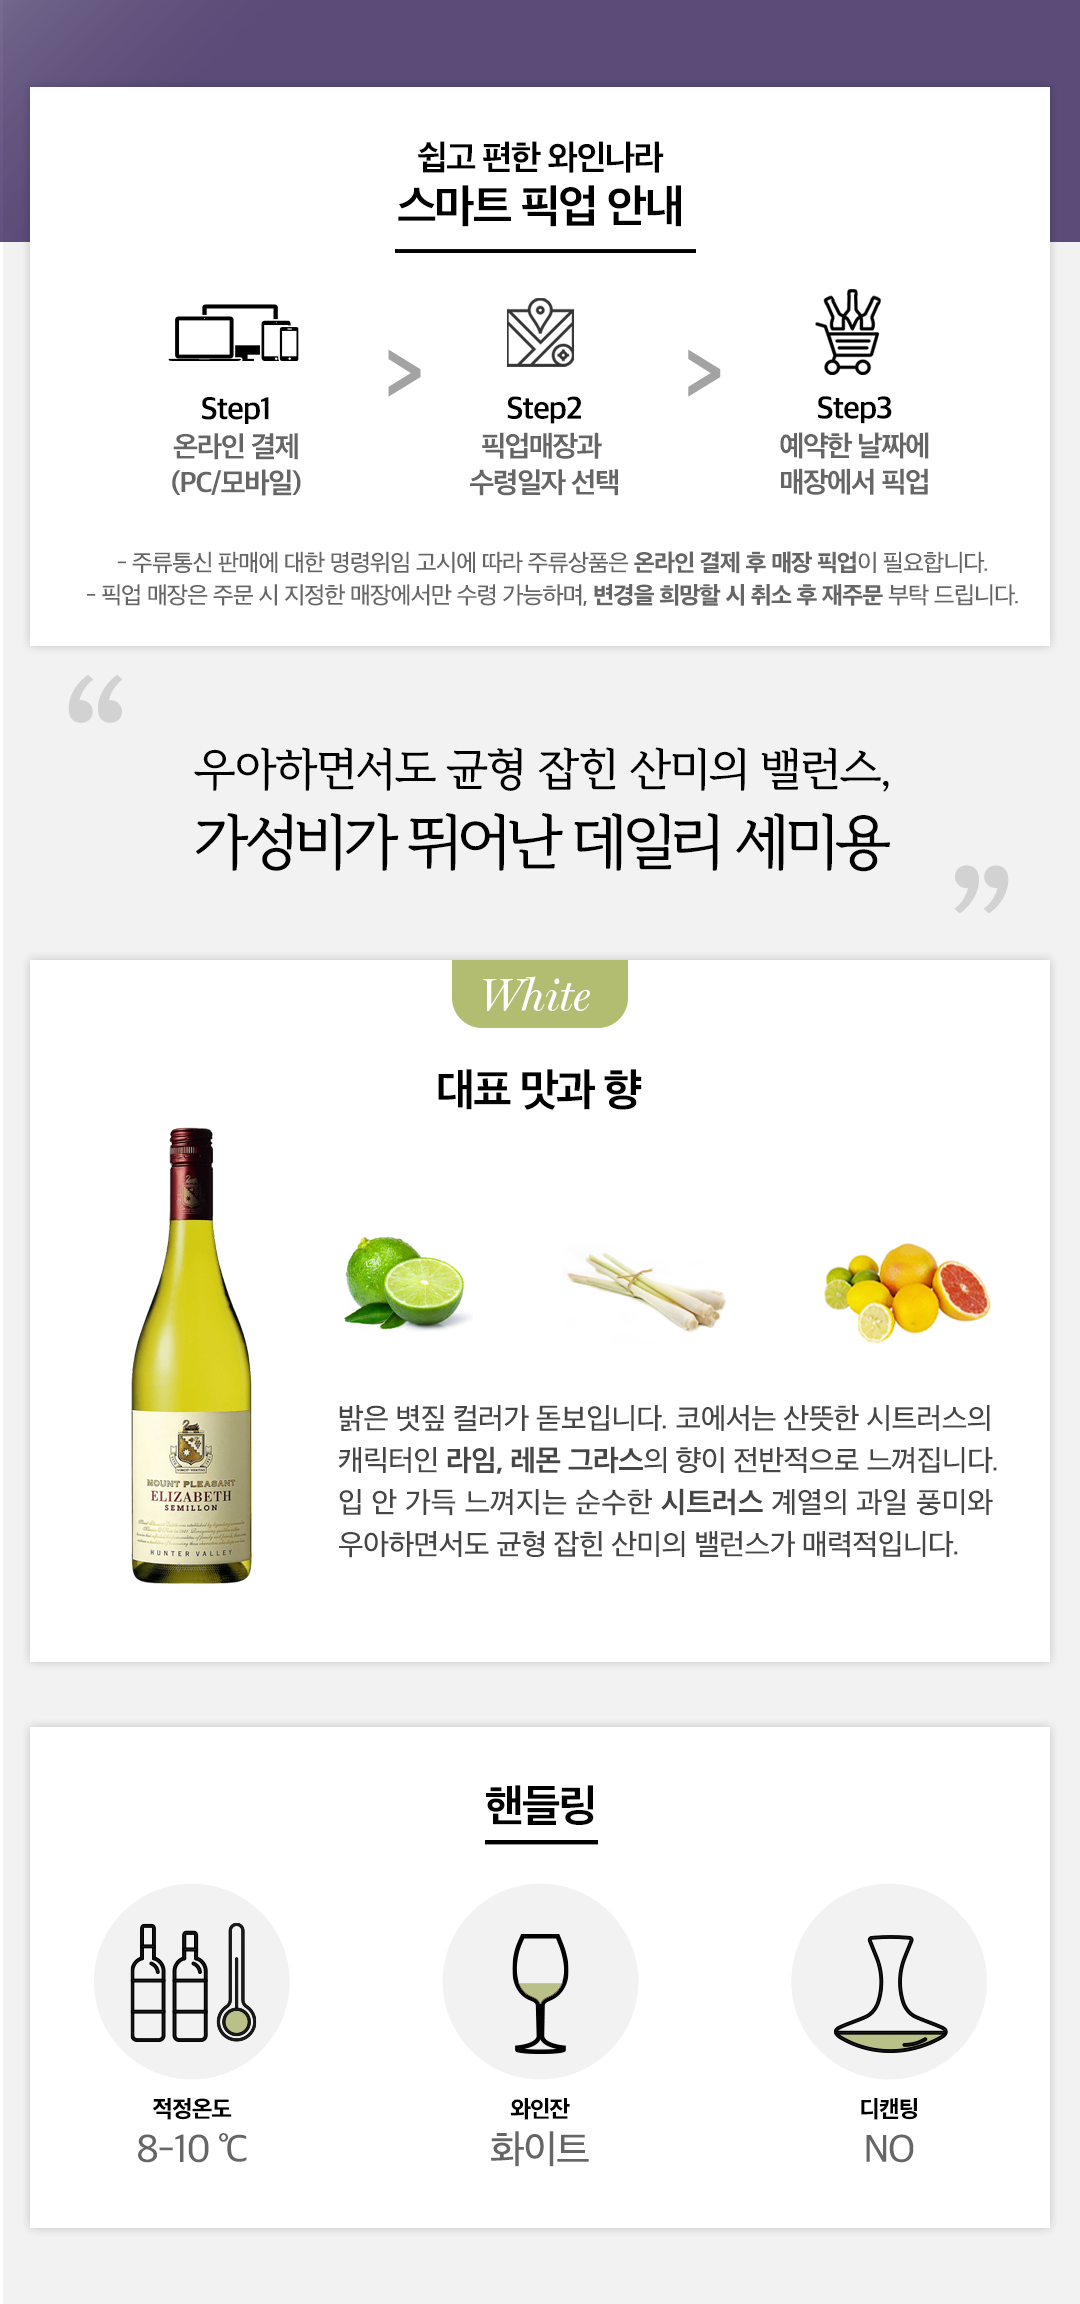 쉽고 편한 와인나라
스마트 픽업 안내
Step1
온라인 결제
(PC/모바일)
>
Step2
픽업매장과
수령일자 선택
>
Step3
예약한 날짜에
매장에서 픽업
- 주류통신 판매에 대한 명령위임 고시에 따라 주류상품은 온라인 결제 후 매장 픽업이 필요합니다.
- 픽업 매장은 주문 시 지정한 매장에서만 수령 가능하며, 변경을 희망할 시 취소 후 재주문 부탁 드립니다.
“
우아하면서도 균형 잡힌 산미의 밸런스,
가성비가 뛰어난 데일리 세미용
”
White
대표 맛과 향
MOUNT PLEASANT
ELIZABETH
SEMILLON
HUNTER VALLEY
밝은 볏짚 컬러가 돋보입니다. 코에서는 산뜻한 시트러스의
캐릭터인 라임, 레몬 그라스의 향이 전반적으로 느껴집니다.
입 안 가득 느껴지는 순수한 시트러스 계열의 과일 풍미와
우아하면서도 균형 잡힌 산미의 밸런스가 매력적입니다.
핸들링
적정온도
8-10 ℃
와인잔
화이트
디캔팅
NO